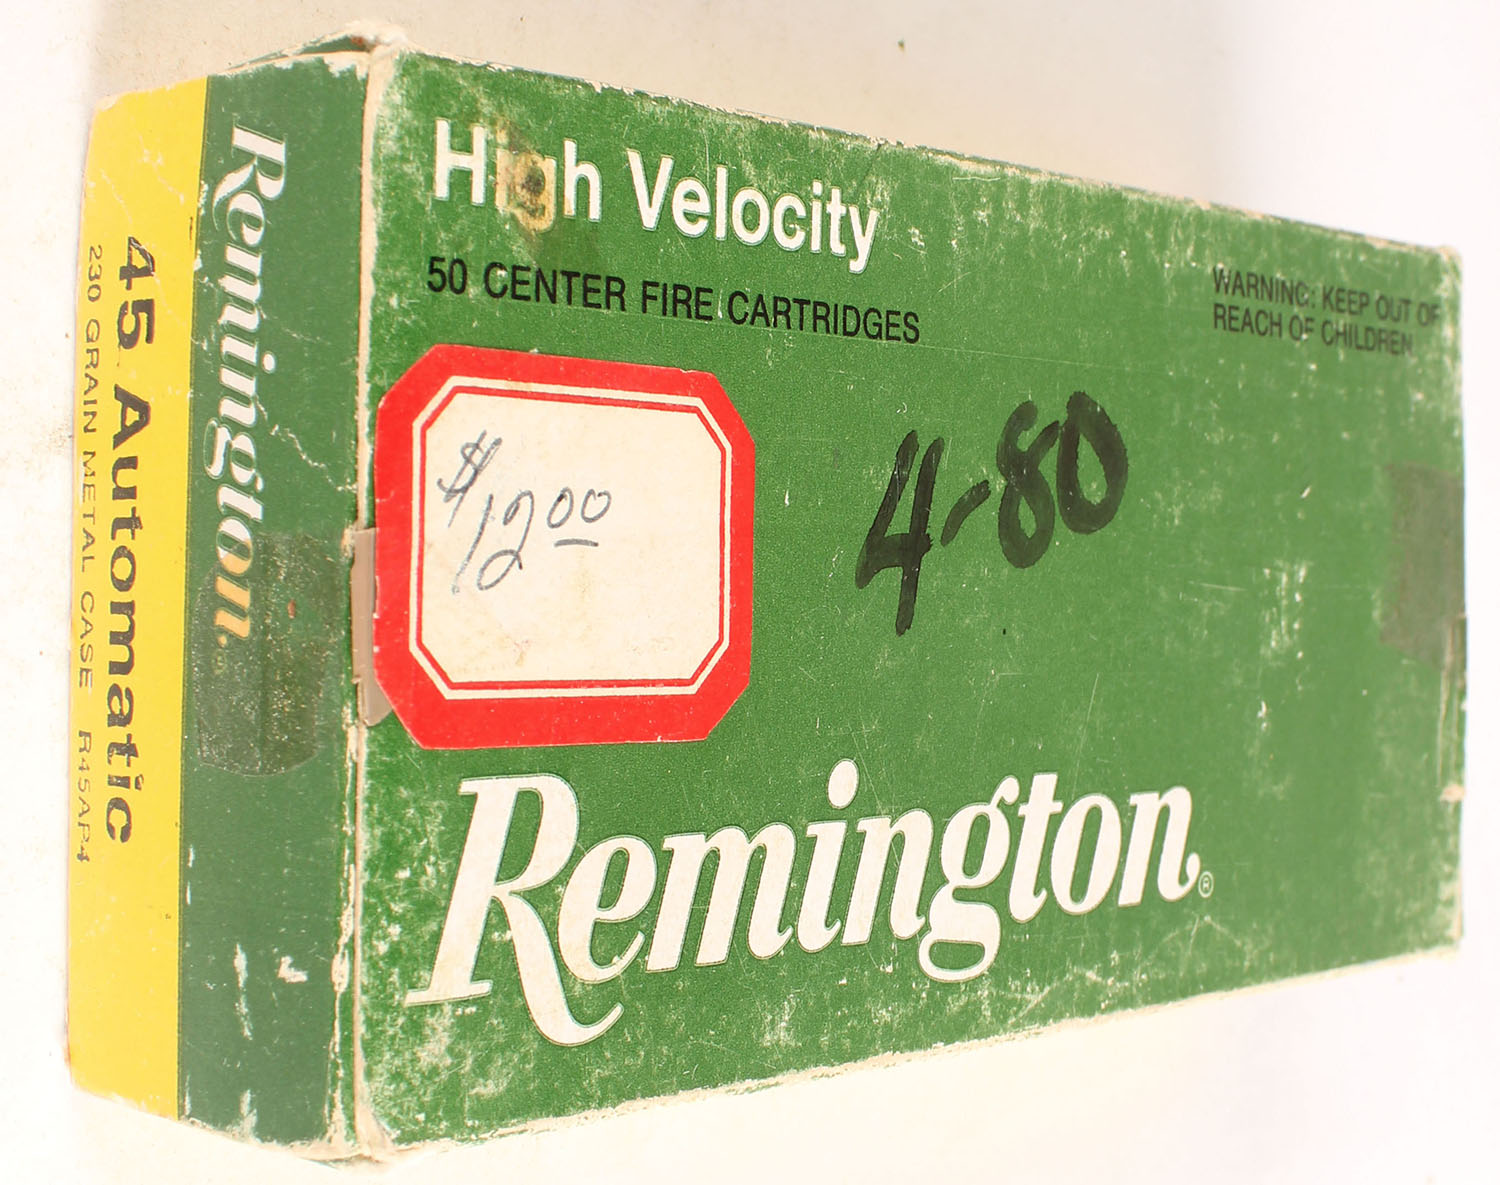 High Velocity
50 CENTER FIRE CARTRIDGES
WARNING: KEEP OUT OF
REACH OF CHILDREN
$12.00
4-80
Remington®
Remington®
45 Automatic
230 GRAIN METAL CASE R45AP4